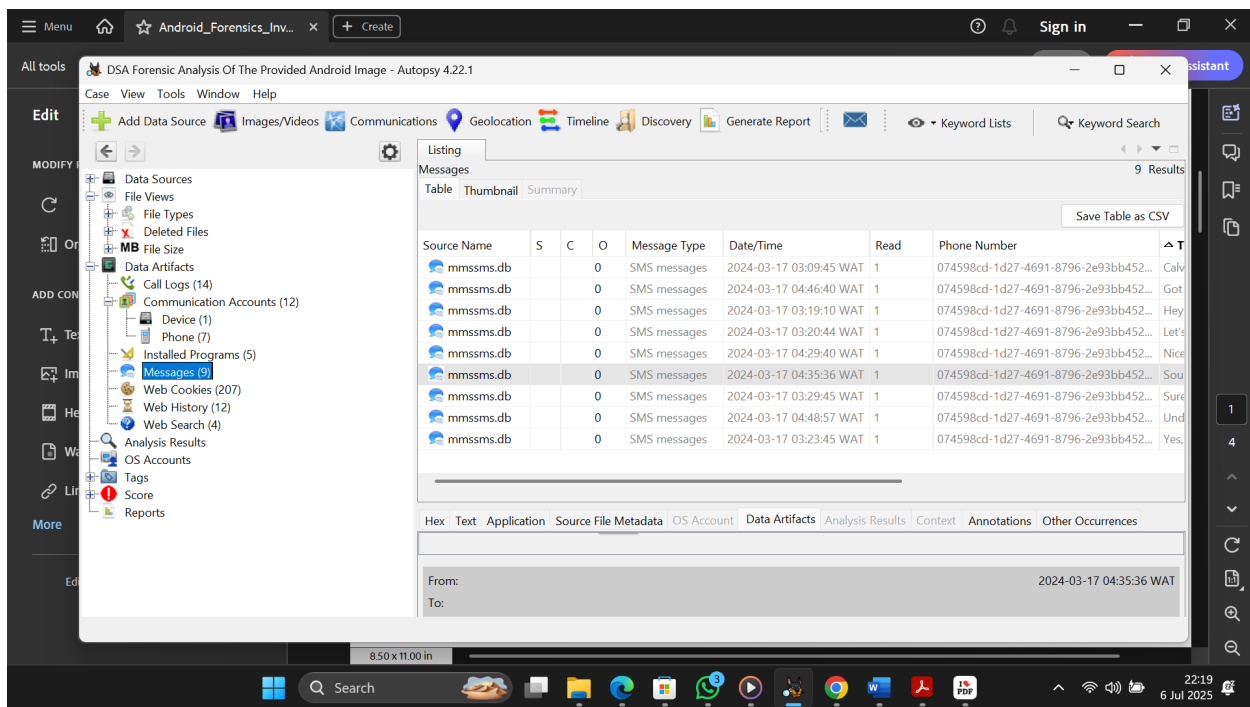 Menu
Android_Forensics_Inv...
Create
Sign in
All tools
DSA Forensic Analysis Of The Provided Android Image - Autopsy 4.22.1
ssistant
Case View Tools Window Help
Edit
Add Data Source Images/Videos Communications Geolocation Timeline Discovery Generate Report Keyword Lists Keyword Search
MODIFY
Listing
Messages 9 Results
Table Thumbnail Summary
Save Table as CSV
Data Sources
File Views
File Types
Deleted Files
MB File Size
Data Artifacts
Call Logs (14)
Communication Accounts (12)
Device (1)
Phone (7)
Installed Programs (5)
Messages (9)
Web Cookies (207)
Web History (12)
Web Search (4)
Analysis Results
OS Accounts
Tags
Score
Reports
Source Name S C O Message Type Date/Time Read Phone Number T
mmssms.db 0 SMS messages 2024-03-17 03:09:45 WAT 1 074598cd-1d27-4691-8796-2e93bb452... Calv
mmssms.db 0 SMS messages 2024-03-17 04:46:40 WAT 1 074598cd-1d27-4691-8796-2e93bb452... Got
mmssms.db 0 SMS messages 2024-03-17 03:19:10 WAT 1 074598cd-1d27-4691-8796-2e93bb452... Hey
mmssms.db 0 SMS messages 2024-03-17 03:20:44 WAT 1 074598cd-1d27-4691-8796-2e93bb452... Let's
mmssms.db 0 SMS messages 2024-03-17 04:29:40 WAT 1 074598cd-1d27-4691-8796-2e93bb452... Nice
mmssms.db 0 SMS messages 2024-03-17 04:35:36 WAT 1 074598cd-1d27-4691-8796-2e93bb452... Sou
mmssms.db 0 SMS messages 2024-03-17 03:29:45 WAT 1 074598cd-1d27-4691-8796-2e93bb452... Sure
mmssms.db 0 SMS messages 2024-03-17 04:48:57 WAT 1 074598cd-1d27-4691-8796-2e93bb452... Und
mmssms.db 0 SMS messages 2024-03-17 03:23:45 WAT 1 074598cd-1d27-4691-8796-2e93bb452... Yes,
Or
ADD CON
Te
Im
He
Wa
Lin
More
Edi
Hex Text Application Source File Metadata OS Account Data Artifacts Analysis Results Context Annotations Other Occurrences
From: 2024-03-17 04:35:36 WAT
To:
1
4
8.50 x 11.00 in
Search
3
22:19
6 Jul 2025